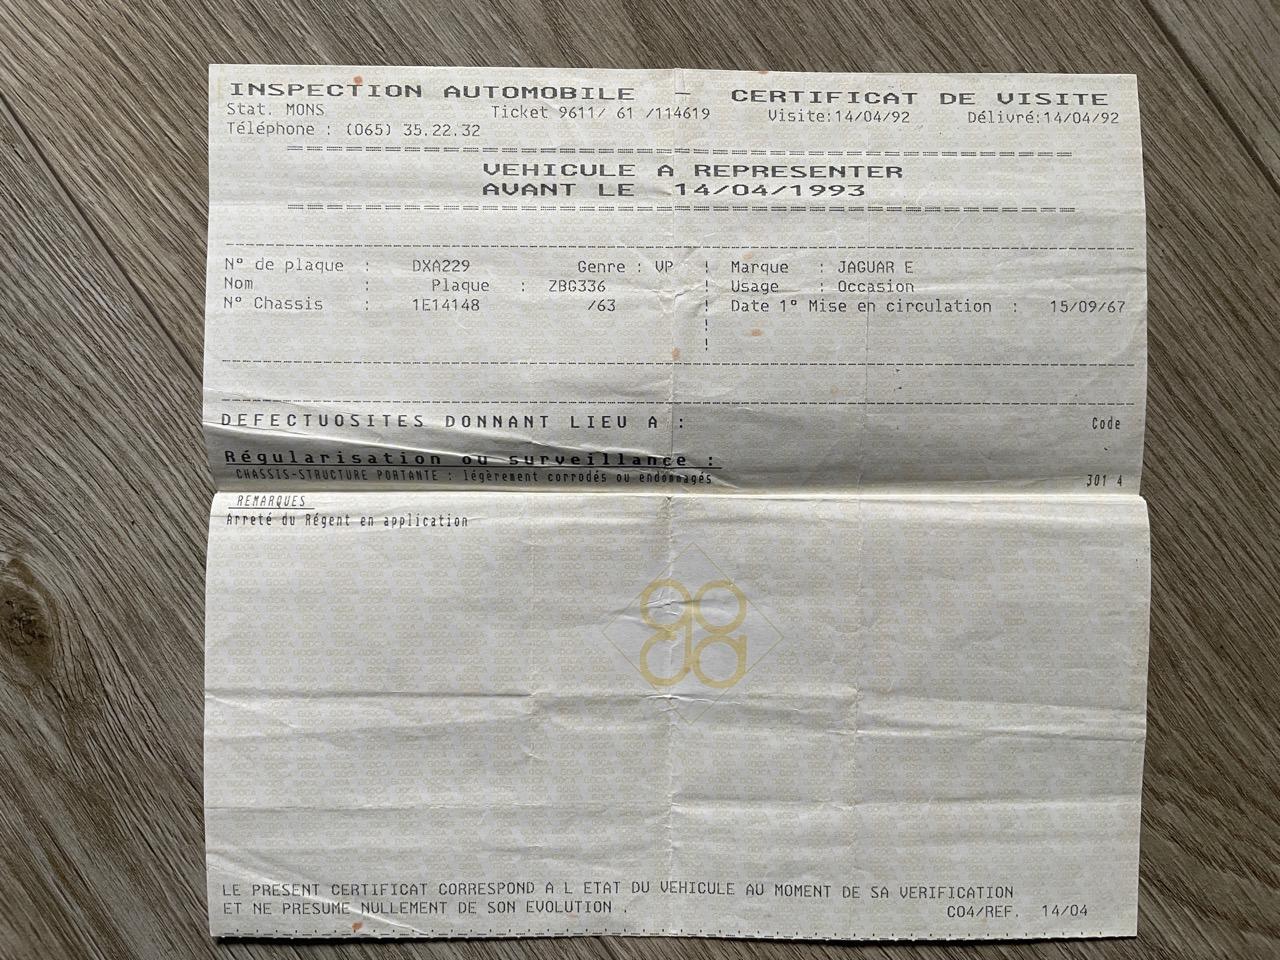 INSPECTION AUTOMOBILE - CERTIFICAT DE VISITE
Stat. MONS Ticket 9611/ 61 /114619 Visite:14/04/92 Délivré:14/04/92
Téléphone : (065) 35.22.32
VEHICULE A REPRESENTER
AVANT LE 14/04/1993
N° de plaque : DXA229 Genre : VP ! Marque : JAGUAR E
Nom Plaque : ZBG336 ! Usage : Occasion
N° Chassis : 1E14148 /63 ! Date 1° Mise en circulation : 15/09/67
DEFECTUOSITES DONNANT LIEU A : Code
Régularisation ou surveillance :
CHASSIS-STRUCTURE PORTANTE : légèrement corrodés ou endommagés 301 4
REMARQUES
Arreté du Régent en application
LE PRESENT CERTIFICAT CORRESPOND A L ETAT DU VEHICULE AU MOMENT DE SA VERIFICATION
ET NE PRESUME NULLEMENT DE SON EVOLUTION .
CO4/REF. 14/04